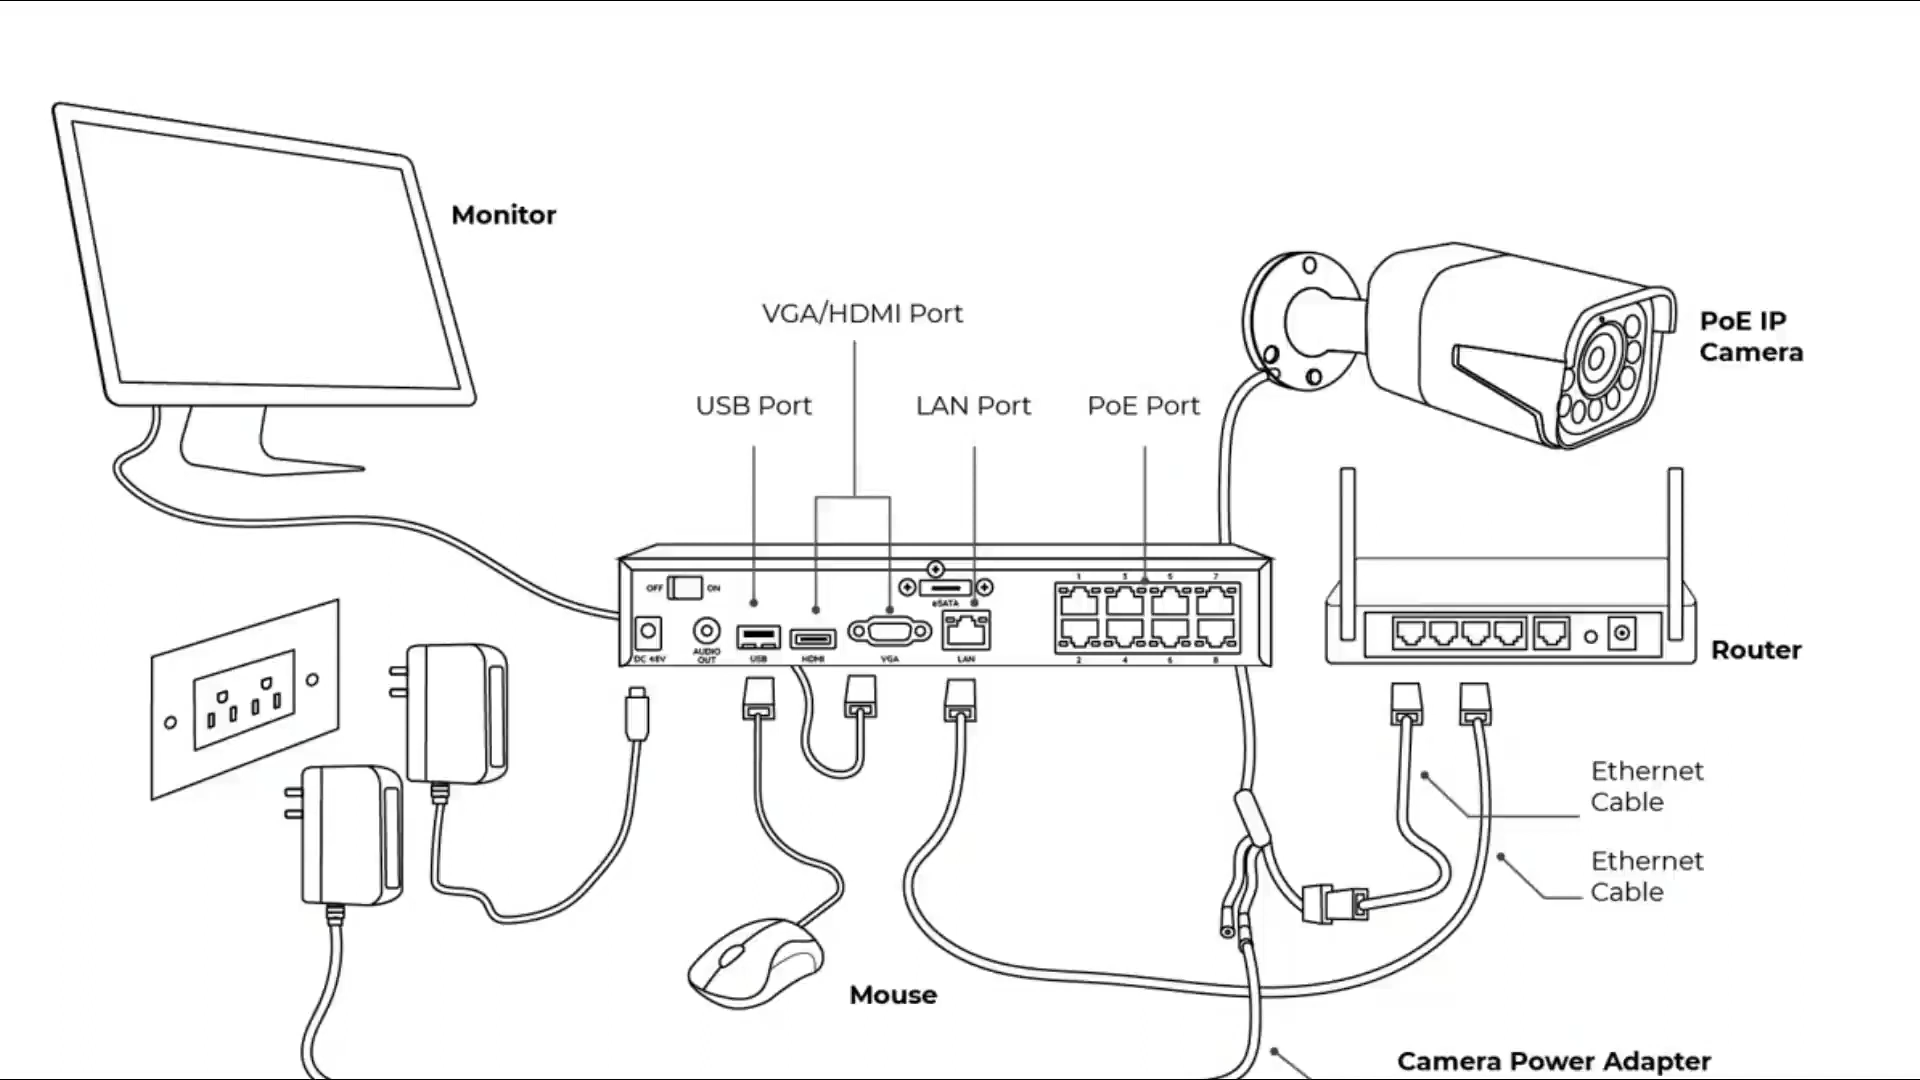 Monitor
VGA/HDMI Port
PoE IP
Camera
USB Port
LAN Port
PoE Port
OFF
ON
eSATA
1
3
5
7
DC 48V
AUDIO
OUT
USB
HDMI
VGA
LAN
2
4
6
8
Router
Ethernet
Cable
Ethernet
Cable
Mouse
Camera Power Adapter